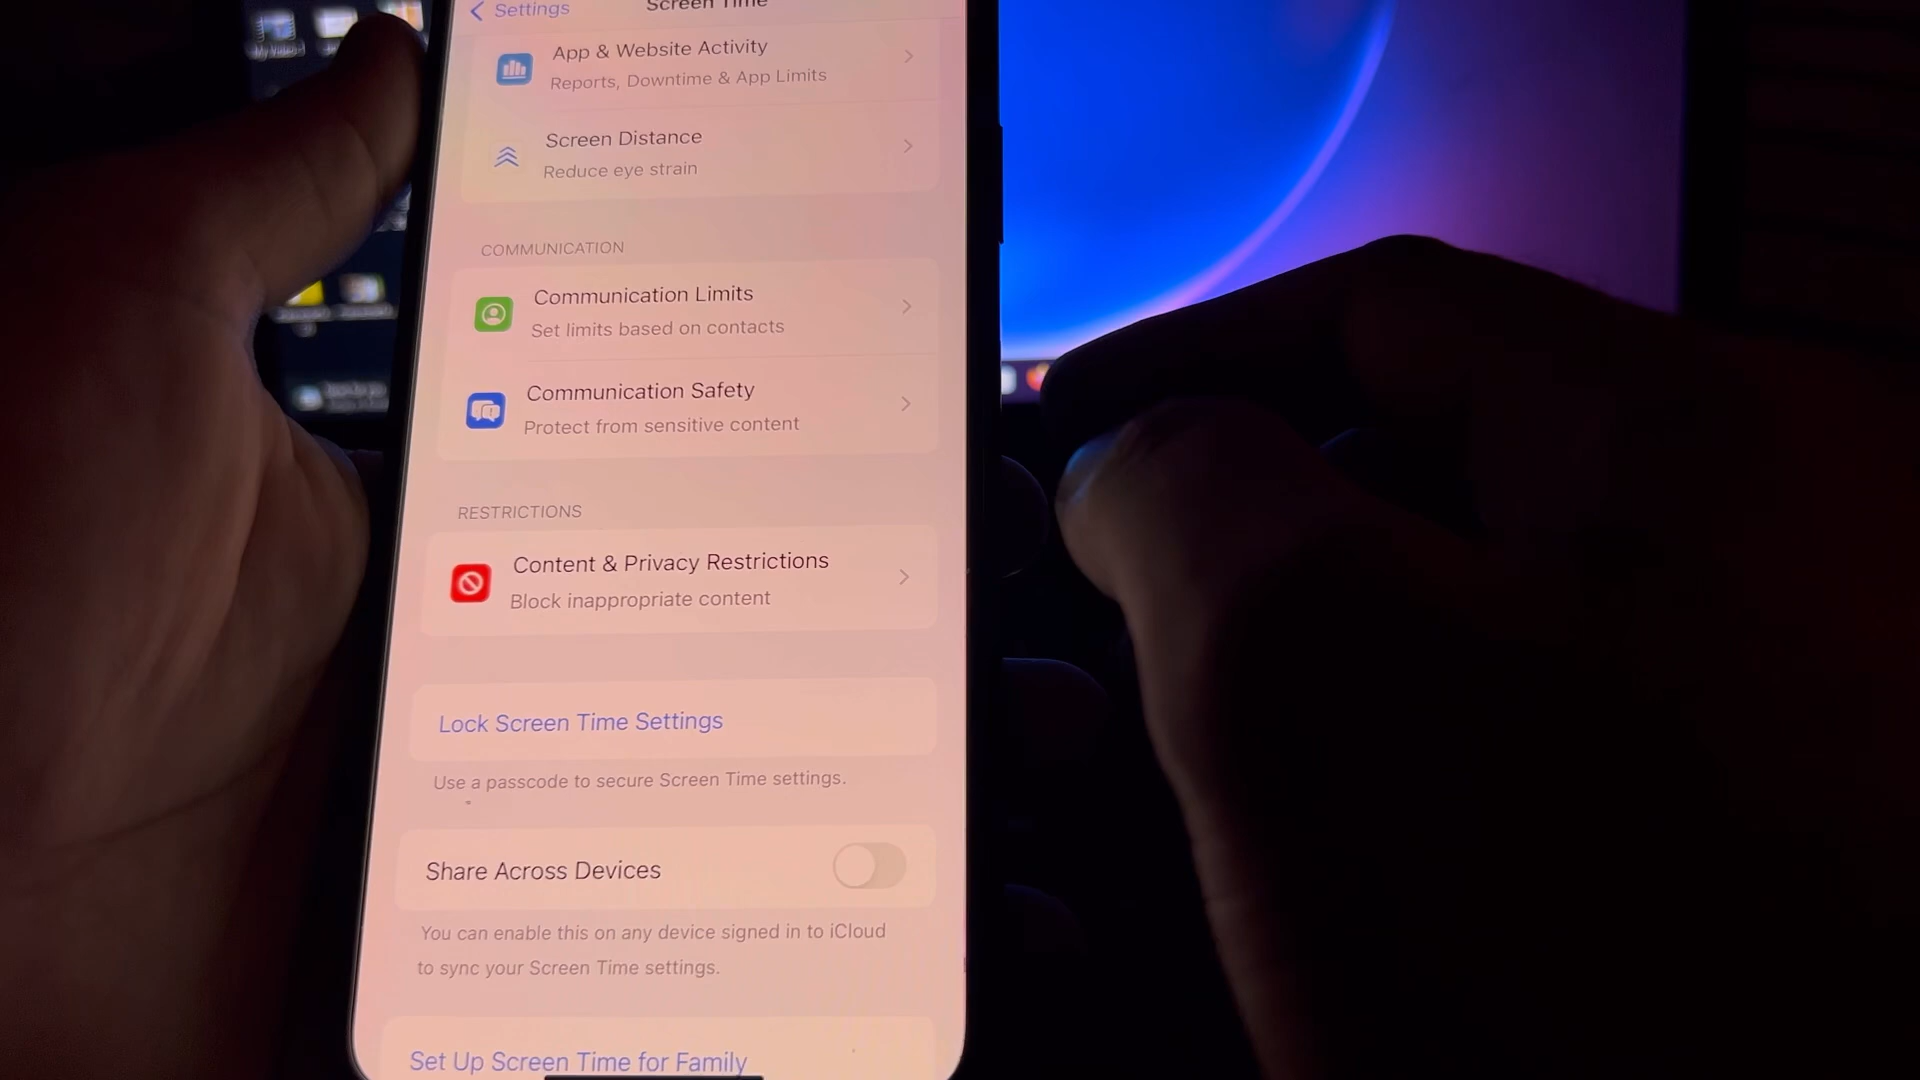 Settings
Screen Time
App & Website Activity
Reports, Downtime & App Limits
Screen Distance
Reduce eye strain
COMMUNICATION
Communication Limits
Set limits based on contacts
Communication Safety
Protect from sensitive content
RESTRICTIONS
Content & Privacy Restrictions
Block inappropriate content
Lock Screen Time Settings
Use a passcode to secure Screen Time settings.
Share Across Devices
You can enable this on any device signed in to iCloud
to sync your Screen Time settings.
Set Up Screen Time for Family